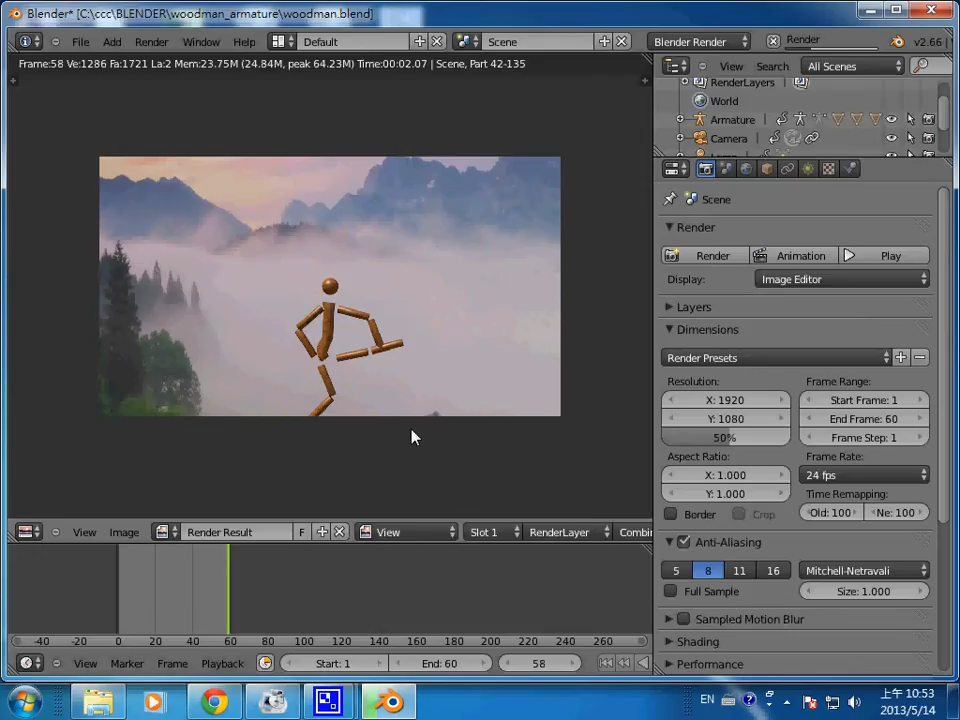 Blender* [C:\ccc\BLENDER\woodman_armature\woodman.blend]
File Add Render Window Help Default Scene Blender Render Render v2.66
Frame:58 Ve:1286 Fa:1721 La:2 Mem:23.75M (24.84M, peak 64.23M) Time:00:02.07 | Scene, Part 42-135
View Search All Scenes
RenderLayers
World
Armature
Camera
Scene
Render
Render Animation Play
Display: Image Editor
Layers
Dimensions
Render Presets
Resolution: Frame Range:
X: 1920 Start Frame: 1
Y: 1080 End Frame: 60
50% Frame Step: 1
Aspect Ratio: Frame Rate:
X: 1.000 24 fps
Y: 1.000 Time Remapping:
Border Crop Old: 100 Ne: 100
View Image Render Result F View Slot 1 RenderLayer Combin
Anti-Aliasing
5 8 11 16 Mitchell-Netravali
Full Sample Size: 1.000
Sampled Motion Blur
Shading
Performance
-40 -20 0 20 40 60 80 100 120 140 160 180 200 220 240 260
View Marker Frame Playback Start: 1 End: 60 58
EN 上午 10:53
2013/5/14